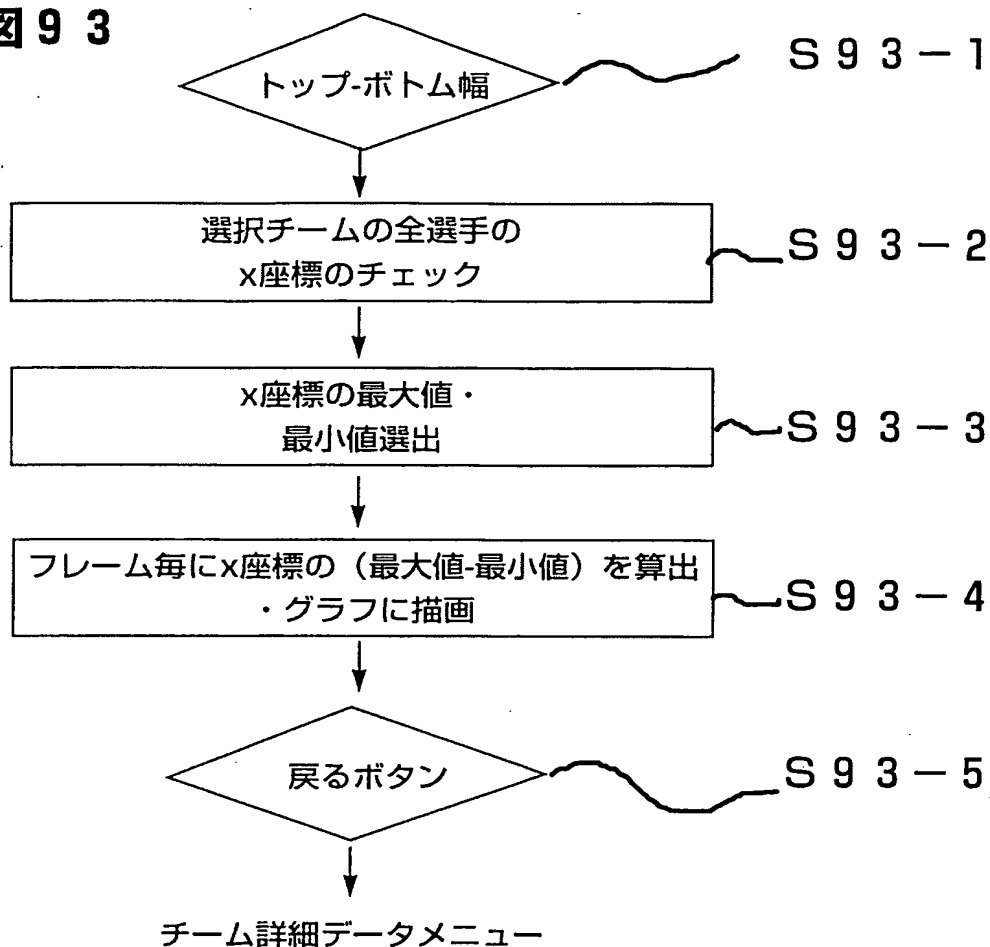 図９３
トップ-ボトム幅
Ｓ９３－１
選択チームの全選手の
x座標のチェック
Ｓ９３－２
x座標の最大値・
最小値選出
Ｓ９３－３
フレーム毎にx座標の（最大値-最小値）を算出
・グラフに描画
Ｓ９３－４
戻るボタン
Ｓ９３－５
チーム詳細データメニュー